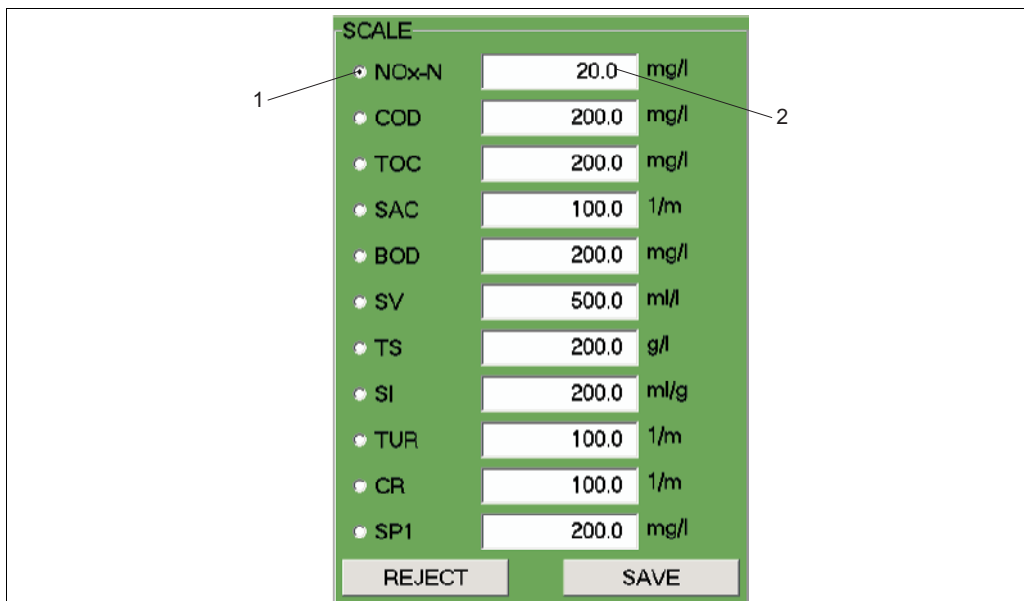 SCALE
1
NOx-N 20.0 mg/l
2
COD 200.0 mg/l
TOC 200.0 mg/l
SAC 100.0 1/m
BOD 200.0 mg/l
SV 500.0 ml/l
TS 200.0 g/l
SI 200.0 ml/g
TUR 100.0 1/m
CR 100.0 1/m
SP1 200.0 mg/l
REJECT SAVE